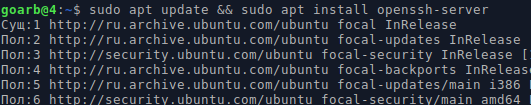 goarb@4:~$ sudo apt update && sudo apt install openssh-server
Сущ:1 http://ru.archive.ubuntu.com/ubuntu focal InRelease
Пол:2 http://ru.archive.ubuntu.com/ubuntu focal-updates InRelease
Пол:3 http://security.ubuntu.com/ubuntu focal-security InRelease [
Пол:4 http://ru.archive.ubuntu.com/ubuntu focal-backports InReleas
Пол:5 http://ru.archive.ubuntu.com/ubuntu focal-updates/main i386
Пол:6 http://security.ubuntu.com/ubuntu focal-security/main amd64